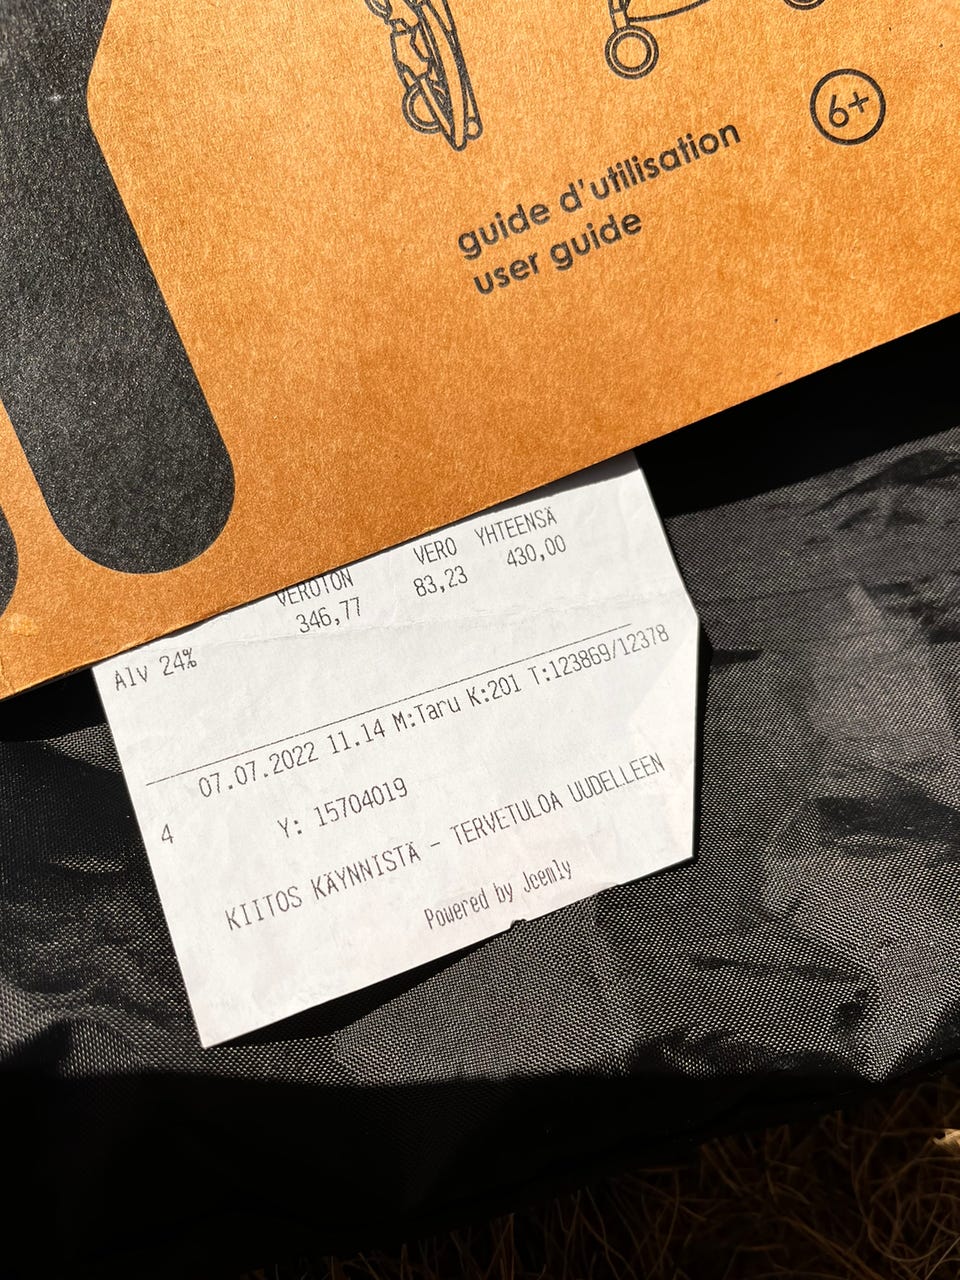 6+
guide d'utilisation
user guide
VEROTON VERO YHTEENSÄ
Alv 24% 346,77 83,23 430,00
07.07.2022 11.14 M:Taru K:201 T:123869/12378
4 Y: 15704019
KIITOS KÄYNNISTÄ - TERVETULOA UUDELLEEN
Powered by Jeemly